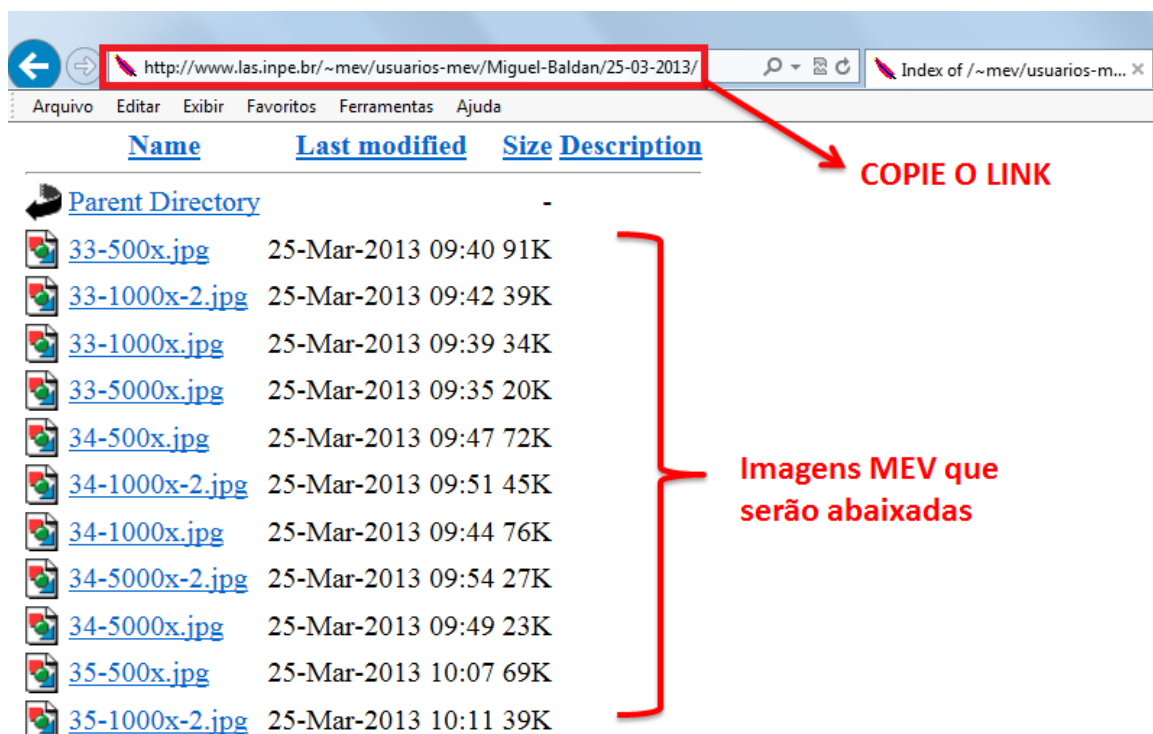 http://www.las.inpe.br/~mev/usuarios-mev/Miguel-Baldan/25-03-2013/
Index of /~mev/usuarios-m...
Arquivo Editar Exibir Favoritos Ferramentas Ajuda
Name Last modified Size Description
COPIE O LINK
Parent Directory -
33-500x.jpg 25-Mar-2013 09:40 91K
33-1000x-2.jpg 25-Mar-2013 09:42 39K
33-1000x.jpg 25-Mar-2013 09:39 34K
33-5000x.jpg 25-Mar-2013 09:35 20K
34-500x.jpg 25-Mar-2013 09:47 72K
34-1000x-2.jpg 25-Mar-2013 09:51 45K
Imagens MEV que
serão abaixadas
34-1000x.jpg 25-Mar-2013 09:44 76K
34-5000x-2.jpg 25-Mar-2013 09:54 27K
34-5000x.jpg 25-Mar-2013 09:49 23K
35-500x.jpg 25-Mar-2013 10:07 69K
35-1000x-2.jpg 25-Mar-2013 10:11 39K